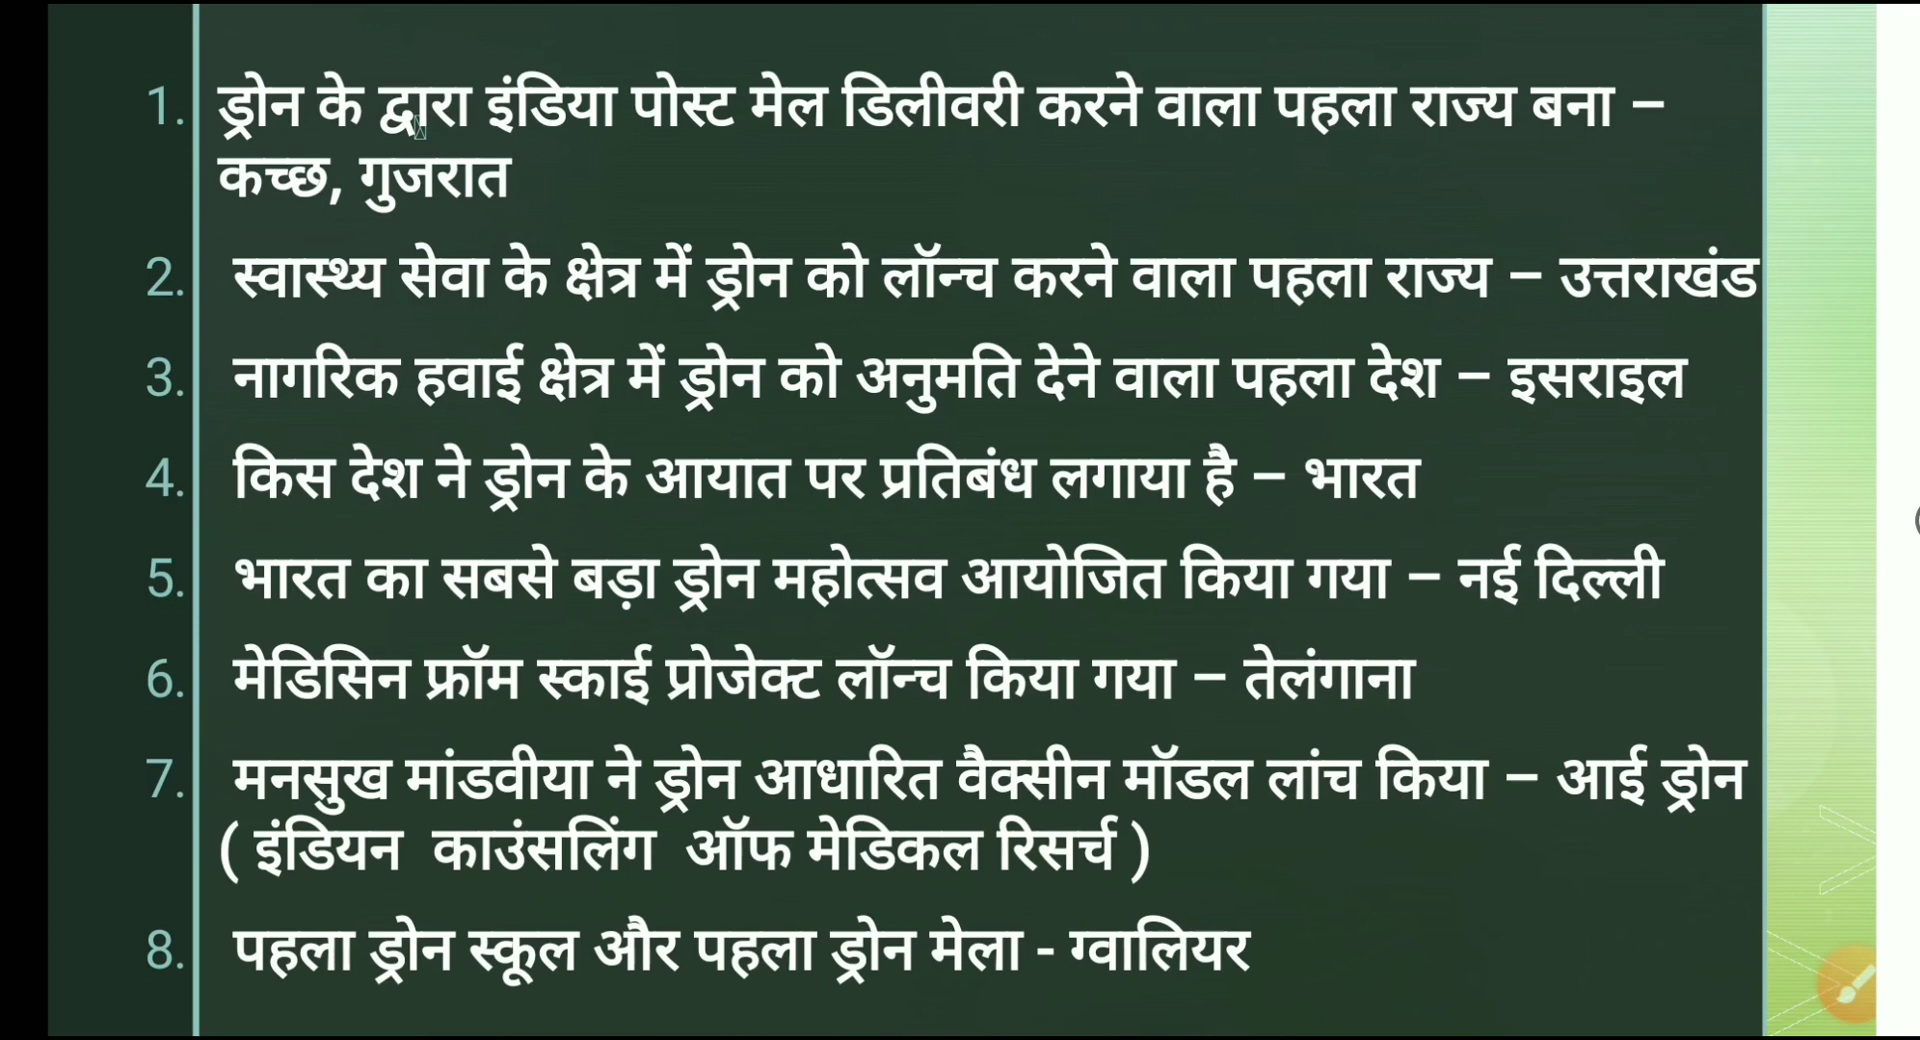 1. ड्रोन के द्वारा इंडिया पोस्ट मेल डिलीवरी करने वाला पहला राज्य बना –
कच्छ, गुजरात
2. स्वास्थ्य सेवा के क्षेत्र में ड्रोन को लॉन्च करने वाला पहला राज्य – उत्तराखंड
3. नागरिक हवाई क्षेत्र में ड्रोन को अनुमति देने वाला पहला देश – इसराइल
4. किस देश ने ड्रोन के आयात पर प्रतिबंध लगाया है – भारत
5. भारत का सबसे बड़ा ड्रोन महोत्सव आयोजित किया गया – नई दिल्ली
6. मेडिसिन फ्रॉम स्काई प्रोजेक्ट लॉन्च किया गया – तेलंगाना
7. मनसुख मांडवीया ने ड्रोन आधारित वैक्सीन मॉडल लांच किया – आई ड्रोन
( इंडियन काउंसलिंग ऑफ मेडिकल रिसर्च )
8. पहला ड्रोन स्कूल और पहला ड्रोन मेला - ग्वालियर